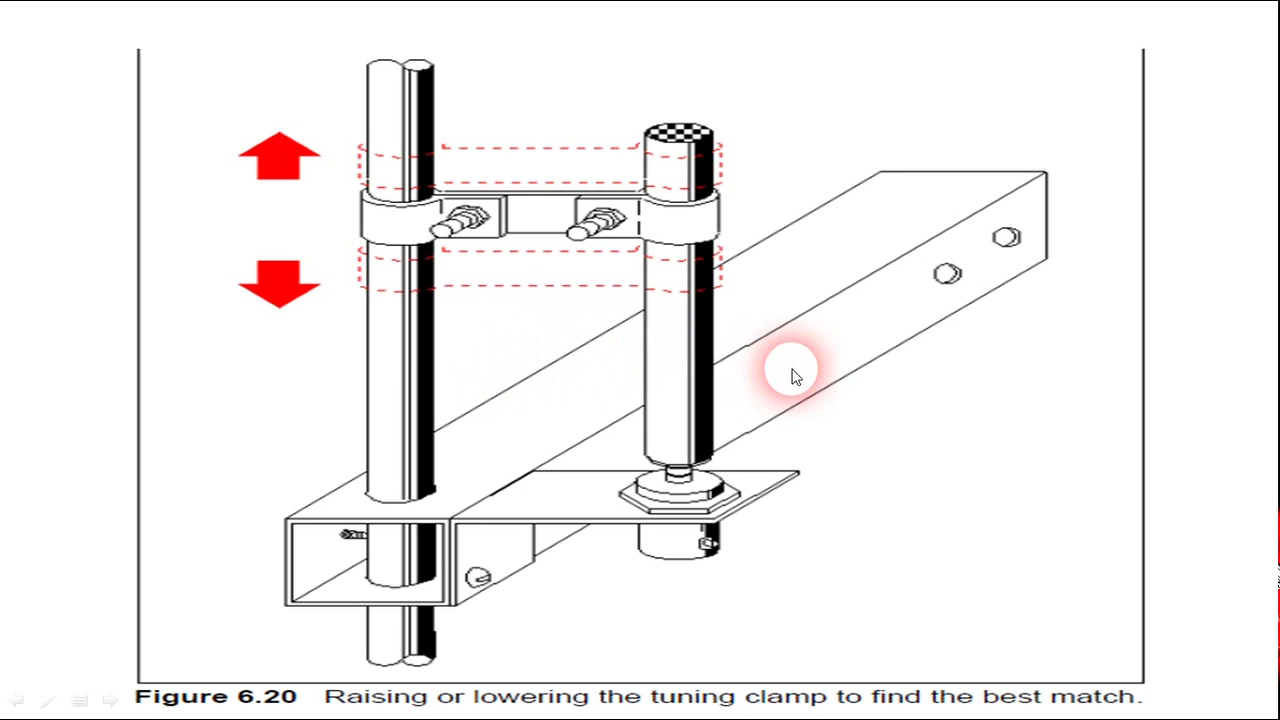 Figure 6.20 Raising or lowering the tuning clamp to find the best match.